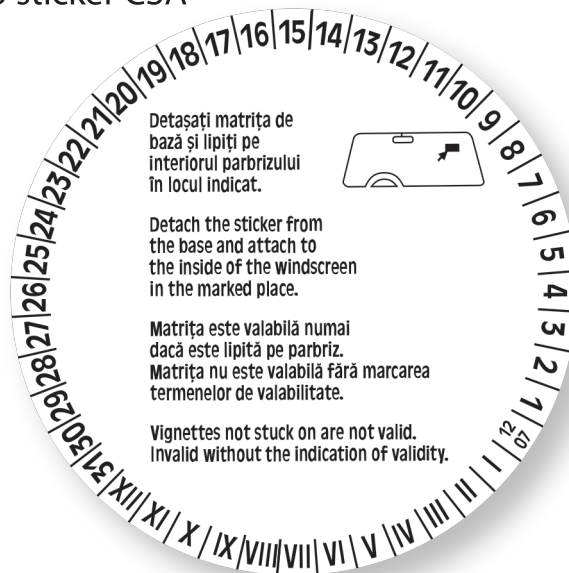 sticker CSA
15 14 13 12 11 10 9 8 7 6 5 4 3 2 1
12
07
I II III IV V VI VII VIII IX X XI XII
31 30 29 28 27 26 25 24 23 22 21 20 19 18 17 16
Detașați matrița de
bază și lipiți pe
interiorul parbrizului
în locul indicat.
Detach the sticker from
the base and attach to
the inside of the windscreen
in the marked place.
Matrița este valabilă numai
dacă este lipită pe parbriz.
Matrița nu este valabilă fără marcarea
termenelor de valabilitate.
Vignettes not stuck on are not valid.
Invalid without the indication of validity.